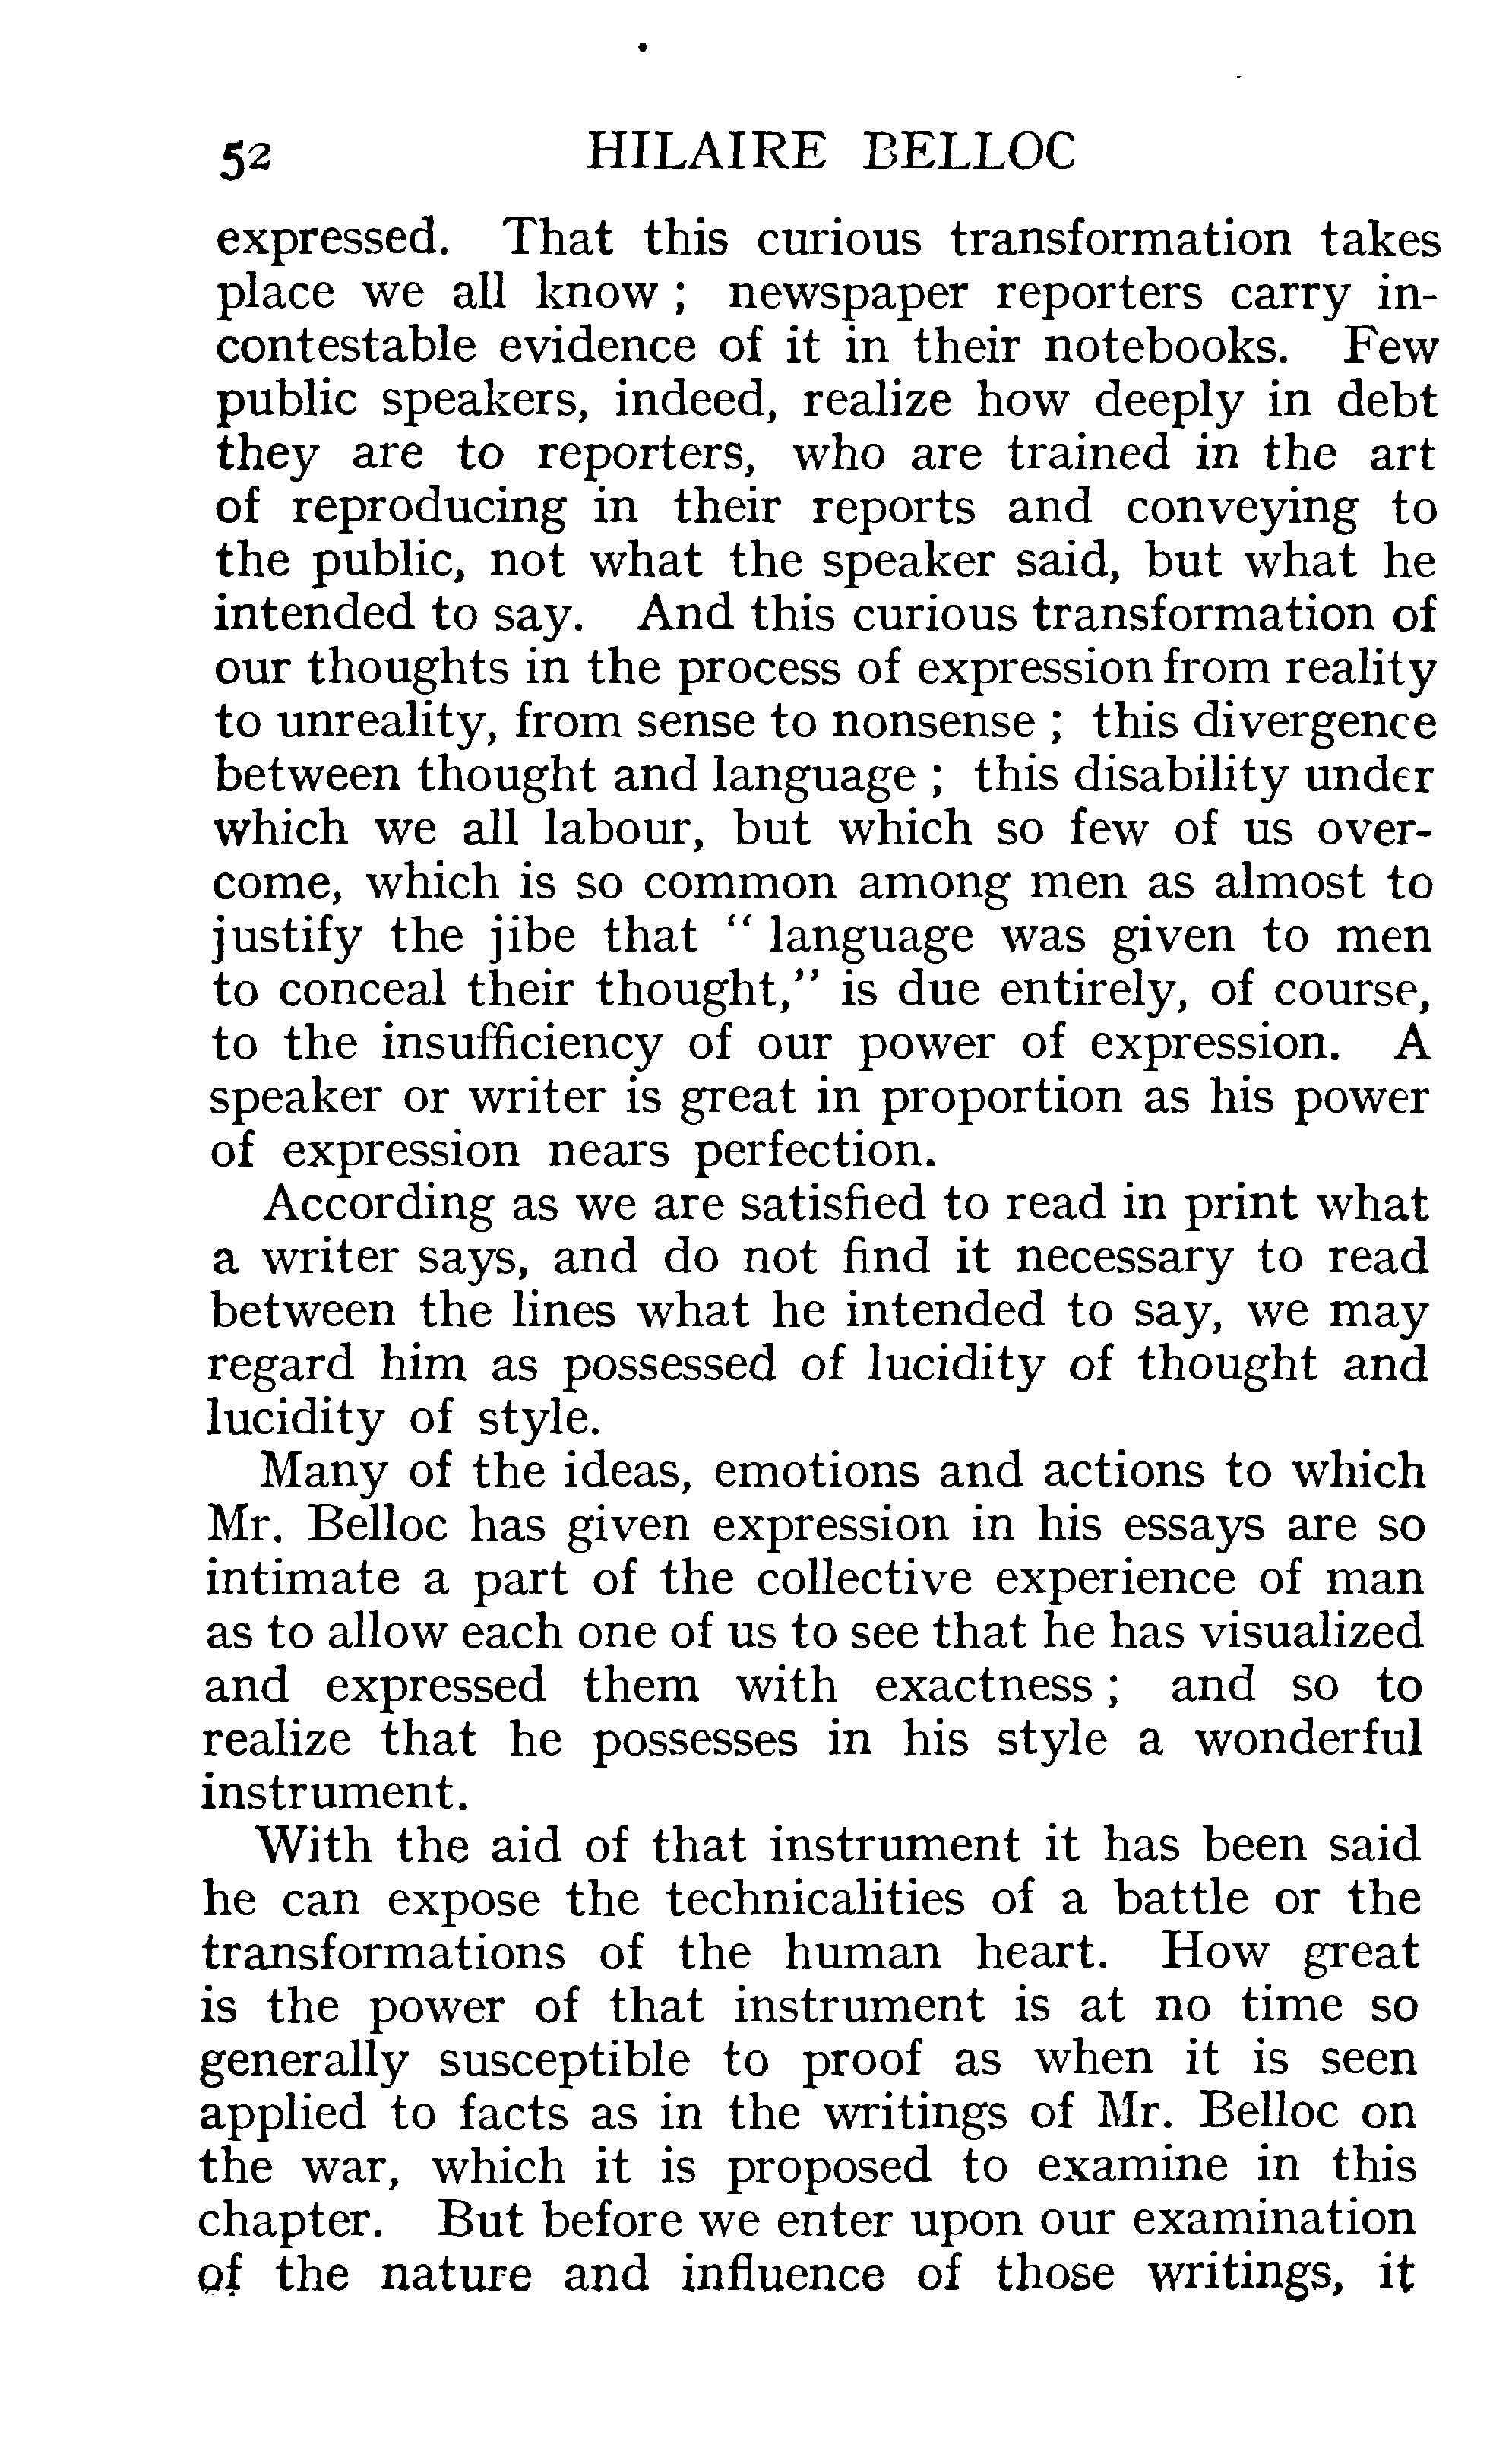 52 HILAIRE BELLOC
expressed. That this curious transformation takes
place we all know ; newspaper reporters carry in-
contestable evidence of it in their notebooks. Few
public speakers, indeed, realize how deeply in debt
they are to reporters, who are trained in the art
of reproducing in their reports and conveying to
the public, not what the speaker said, but what he
intended to say. And this curious transformation of
our thoughts in the process of expression from reality
to unreality, from sense to nonsense ; this divergence
between thought and language ; this disability under
which we all labour, but which so few of us over-
come, which is so common among men as almost to
justify the jibe that “ language was given to men
to conceal their thought,” is due entirely, of course,
to the insufficiency of our power of expression. A
speaker or writer is great in proportion as his power
of expression nears perfection.
According as we are satisfied to read in print what
a writer says, and do not find it necessary to read
between the lines what he intended to say, we may
regard him as possessed of lucidity of thought and
lucidity of style.
Many of the ideas, emotions and actions to which
Mr. Belloc has given expression in his essays are so
intimate a part of the collective experience of man
as to allow each one of us to see that he has visualized
and expressed them with exactness ; and so to
realize that he possesses in his style a wonderful
instrument.
With the aid of that instrument it has been said
he can expose the technicalities of a battle or the
transformations of the human heart. How great
is the power of that instrument is at no time so
generally susceptible to proof as when it is seen
applied to facts as in the writings of Mr. Belloc on
the war, which it is proposed to examine in this
chapter. But before we enter upon our examination
of the nature and influence of those writings, it